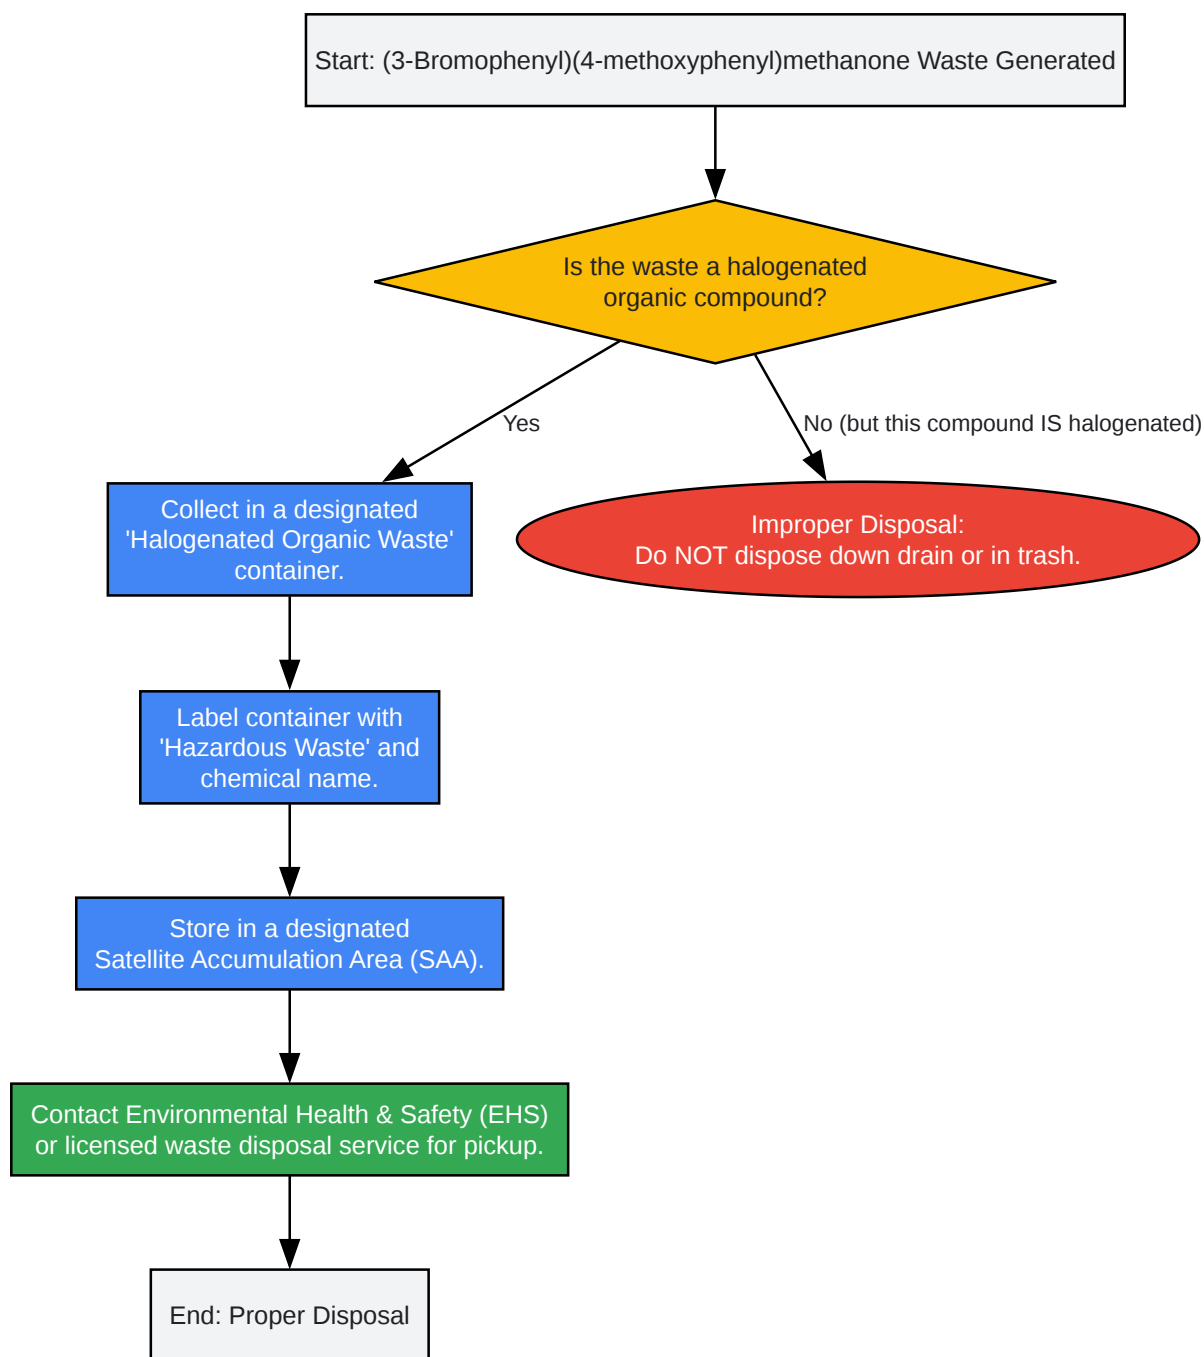 Start: (3-Bromophenyl)(4-methoxyphenyl)methanone Waste Generated
Is the waste a halogenated
organic compound?
Yes
No (but this compound IS halogenated)
Collect in a designated
'Halogenated Organic Waste'
container.
Improper Disposal:
Do NOT dispose down drain or in trash.
Label container with
'Hazardous Waste' and
chemical name.
Store in a designated
Satellite Accumulation Area (SAA).
Contact Environmental Health & Safety (EHS)
or licensed waste disposal service for pickup.
End: Proper Disposal